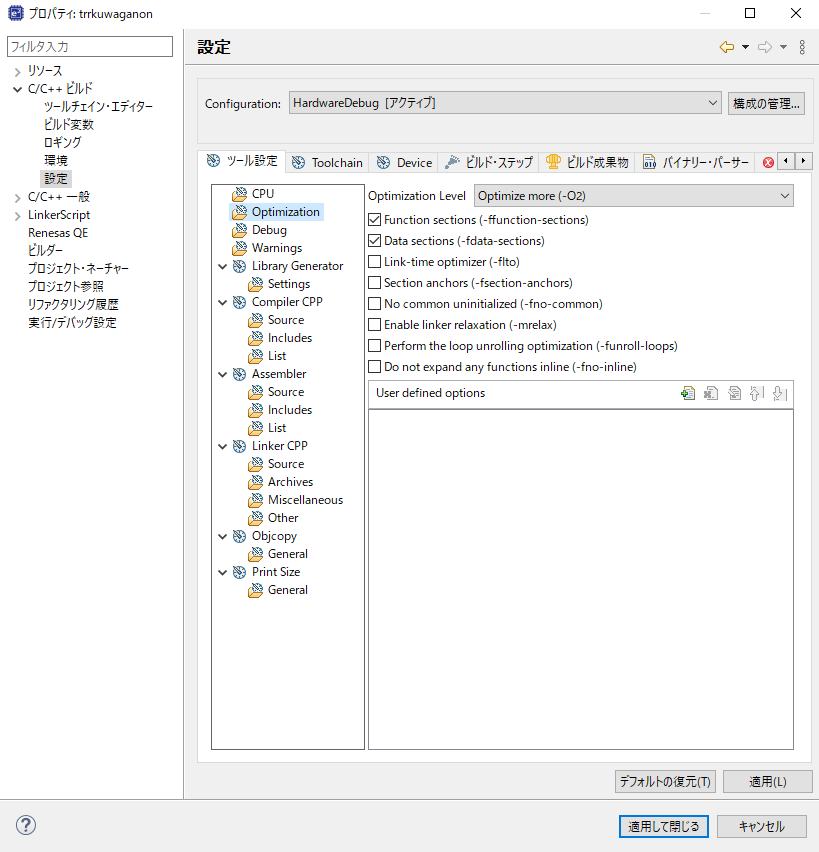 プロパティ: trrkuwaganon
フィルタ入力
リソース
C/C++ ビルド
ツールチェイン・エディター
ビルド変数
ロギング
環境
設定
C/C++ 一般
LinkerScript
Renesas QE
ビルダー
プロジェクト・ネーチャー
プロジェクト参照
リファクタリング履歴
実行/デバッグ設定
設定
Configuration: HardwareDebug [アクティブ] 構成の管理...
ツール設定 Toolchain Device ビルド・ステップ ビルド成果物 バイナリー・パーサー
CPU
Optimization
Debug
Warnings
Library Generator
Settings
Compiler CPP
Source
Includes
List
Assembler
Source
Includes
List
Linker CPP
Source
Archives
Miscellaneous
Other
Objcopy
General
Print Size
General
Optimization Level Optimize more (-O2)
Function sections (-ffunction-sections)
Data sections (-fdata-sections)
Link-time optimizer (-flto)
Section anchors (-fsection-anchors)
No common uninitialized (-fno-common)
Enable linker relaxation (-mrelax)
Perform the loop unrolling optimization (-funroll-loops)
Do not expand any functions inline (-fno-inline)
User defined options
デフォルトの復元(T) 適用(L)
適用して閉じる キャンセル